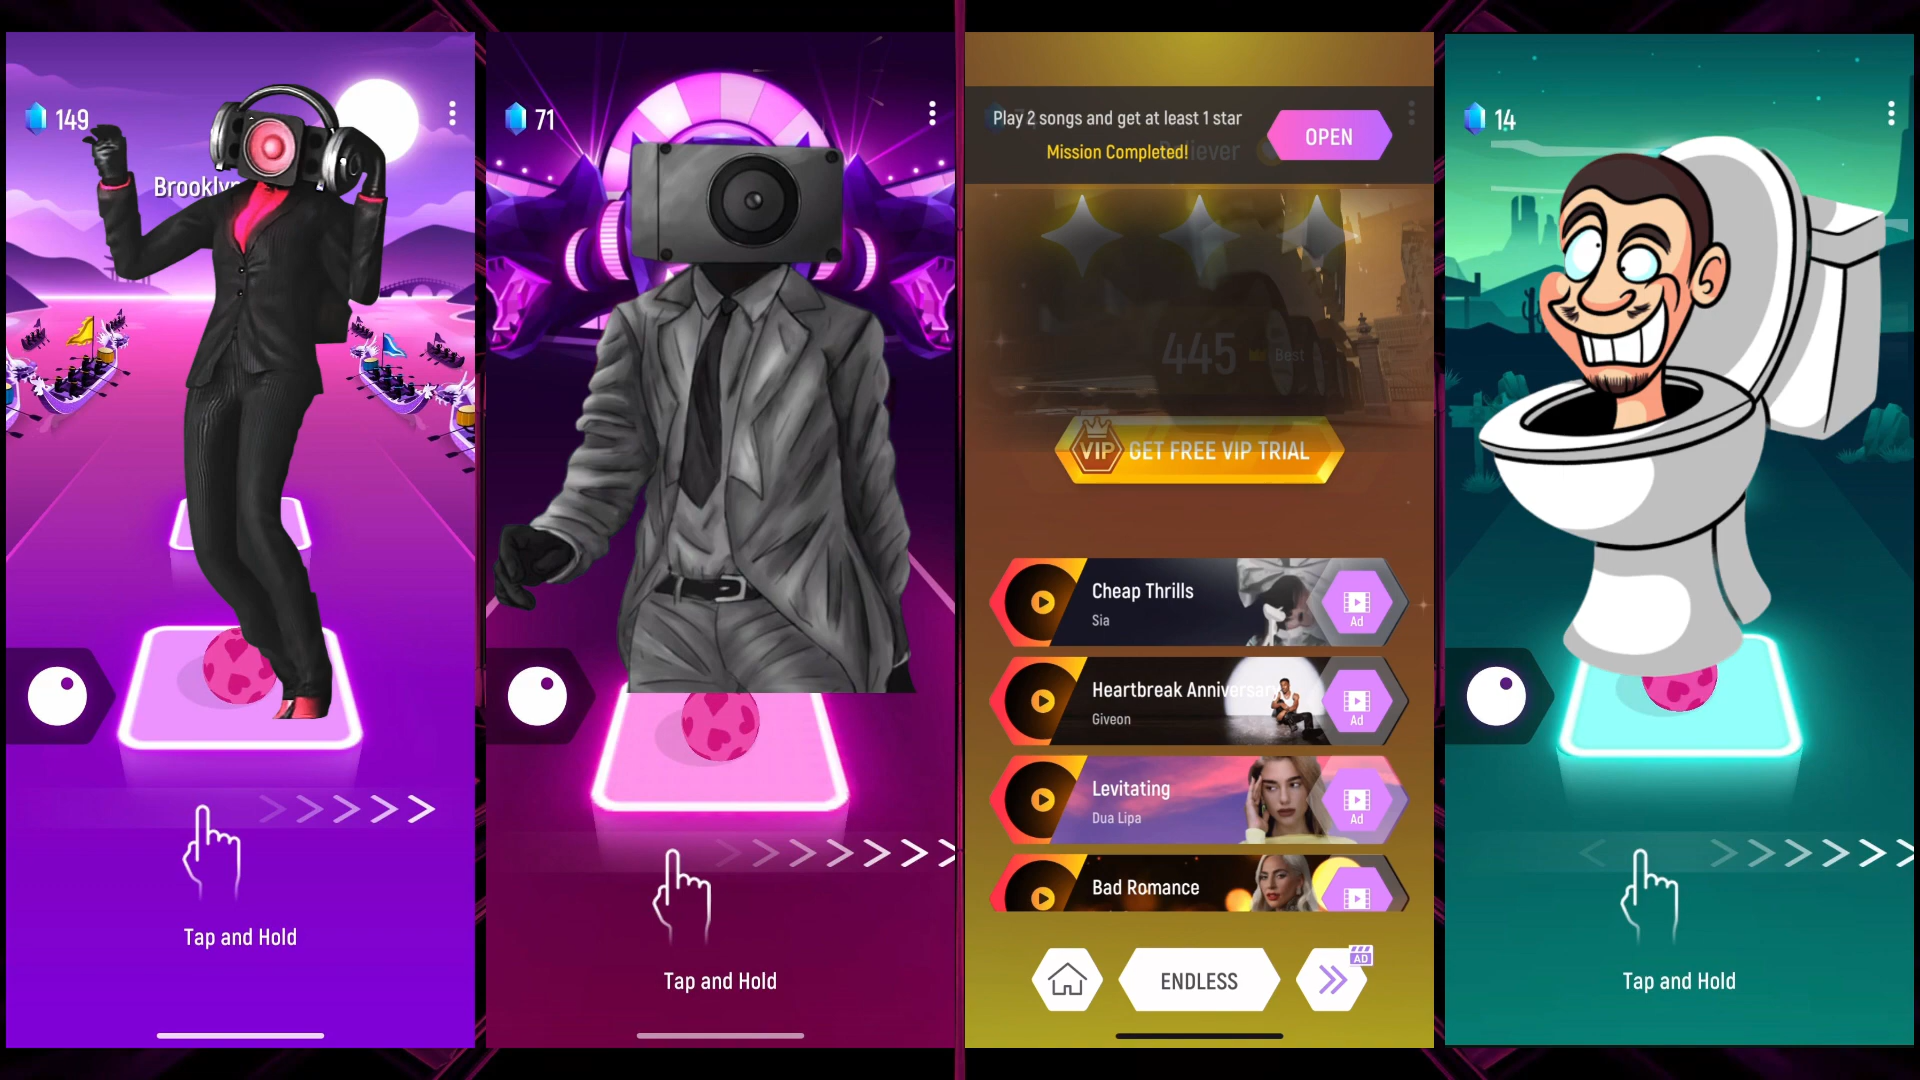 149
Brooklyn
Tap and Hold
71
Tap and Hold
Play 2 songs and get at least 1 star
Mission Completed!
OPEN
445
Best
VIP
GET FREE VIP TRIAL
Cheap Thrills
Sia
Ad
Heartbreak Anniversary
Giveon
Ad
Levitating
Dua Lipa
Ad
Bad Romance
ENDLESS
AD
14
Tap and Hold